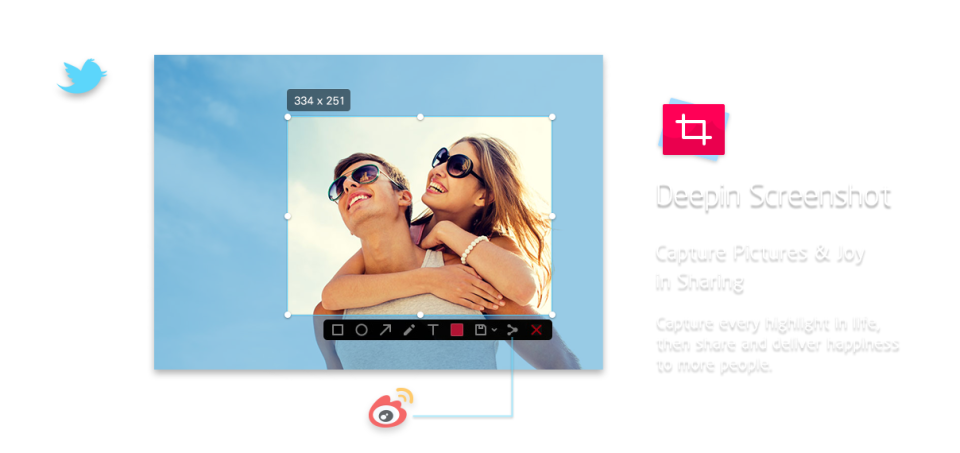 334 x 251
T
Deepin Screenshot
Capture Pictures & Joy
in Sharing
Capture every highlight in life,
then share and deliver happiness
to more people.